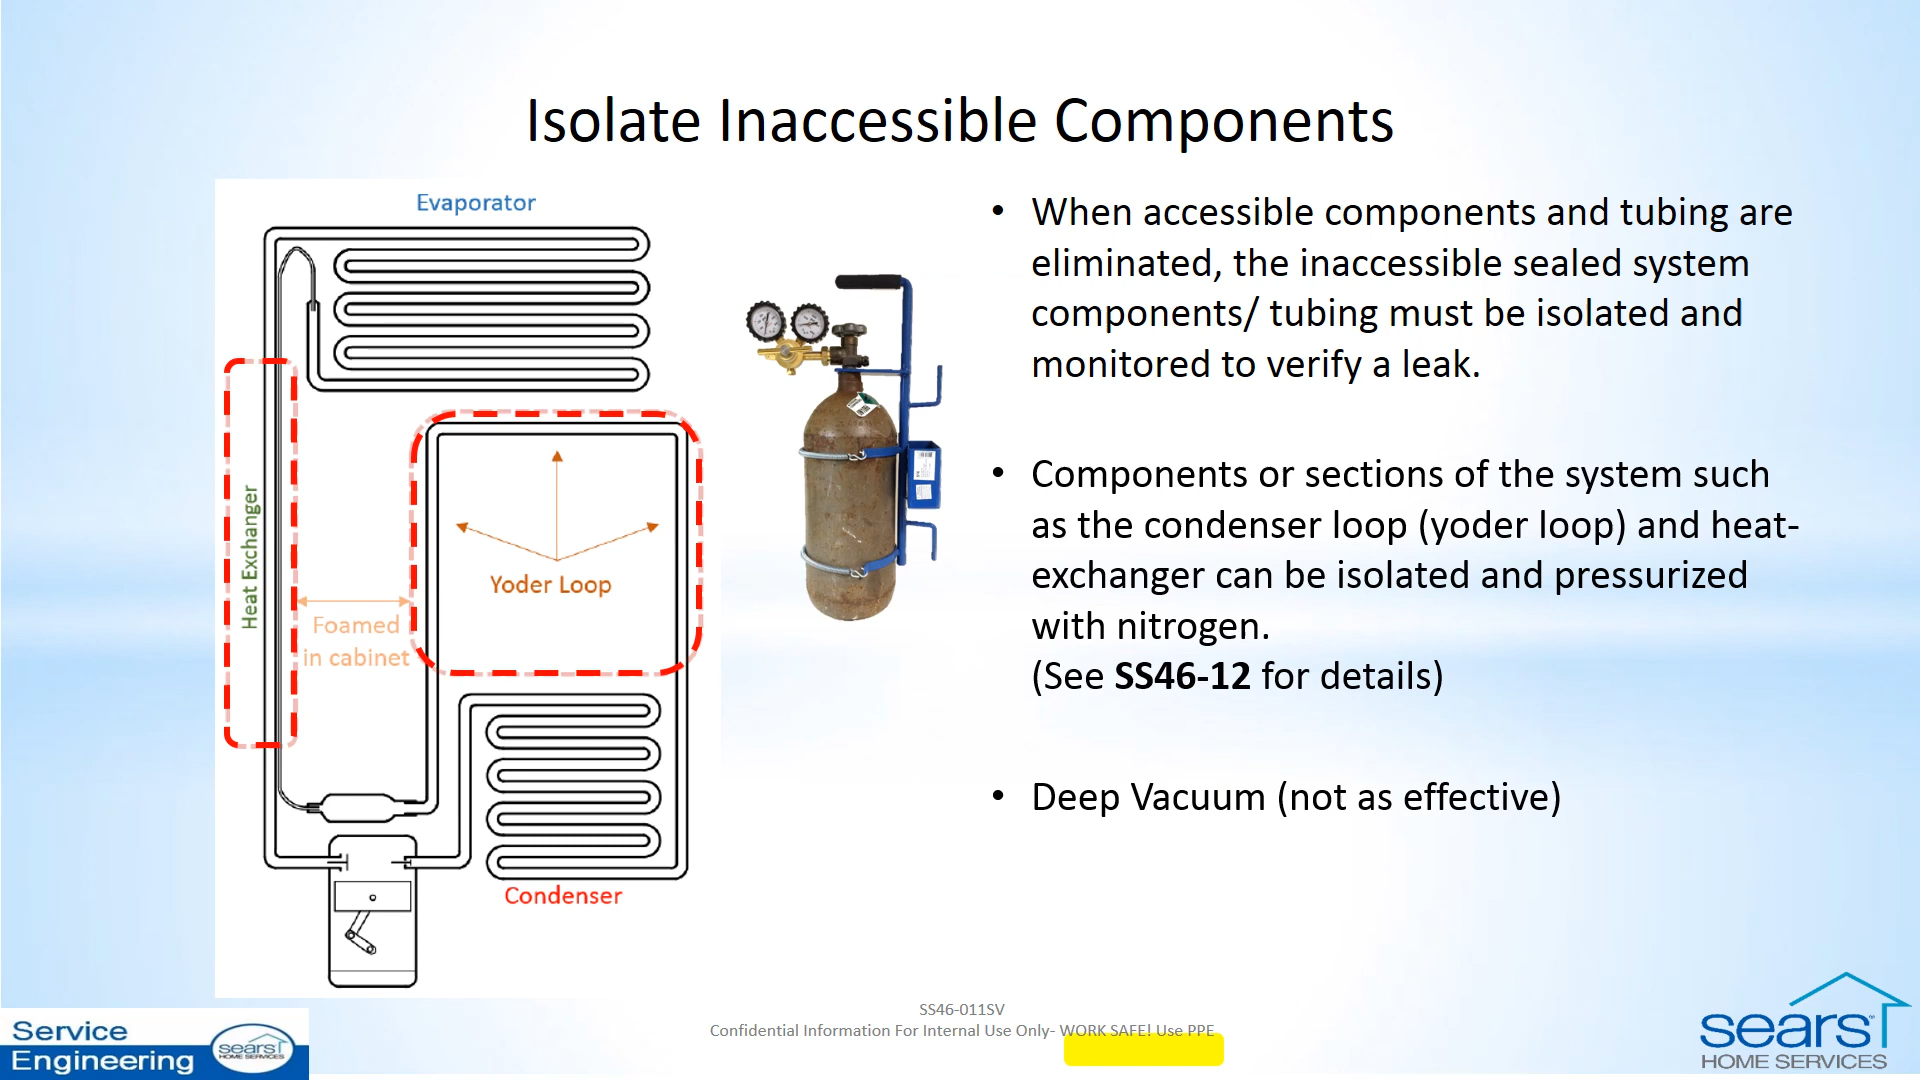 Isolate Inaccessible Components
Evaporator
Heat Exchanger
Foamed
in cabinet
Yoder Loop
Condenser
• When accessible components and tubing are
eliminated, the inaccessible sealed system
components/ tubing must be isolated and
monitored to verify a leak.
• Components or sections of the system such
as the condenser loop (yoder loop) and heat-
exchanger can be isolated and pressurized
with nitrogen.
(See SS46-12 for details)
• Deep Vacuum (not as effective)
SS46-011SV
Confidential Information For Internal Use Only- WORK SAFE! Use PPE
Service
Engineering
sears
HOME SERVICES
sears
HOME SERVICES